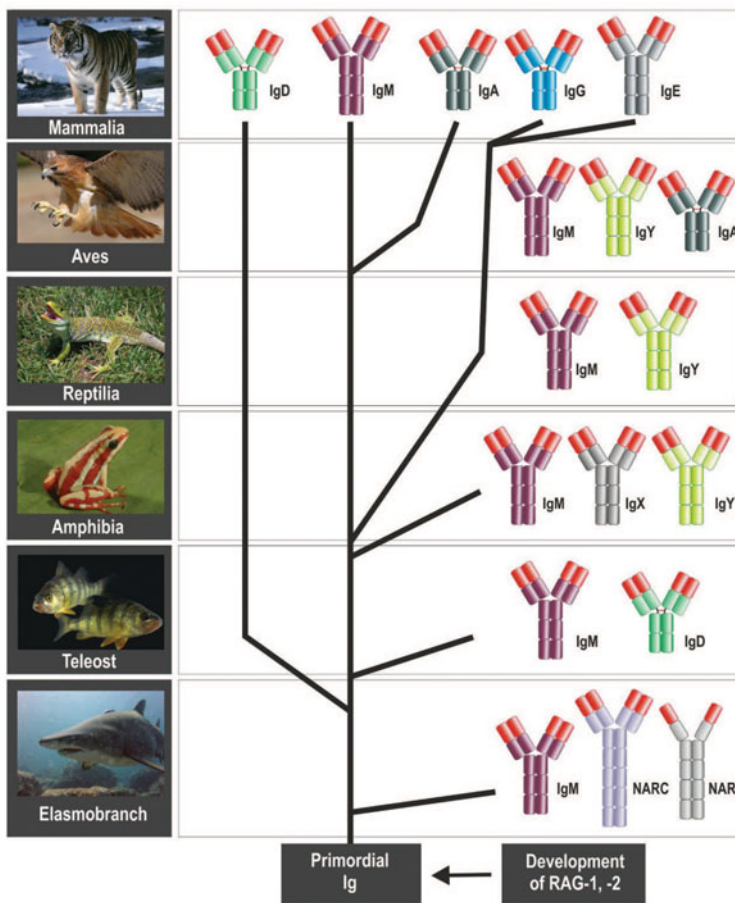 IgD
IgM
IgA
IgG
IgE
Mammalia
IgM
IgY
IgA
Aves
IgM
IgY
Reptilia
IgM
IgX
IgY
Amphibia
IgM
IgD
Teleost
IgM
NARC
NAR
Elasmobranch
Primordial
Ig
Development
of RAG-1, -2